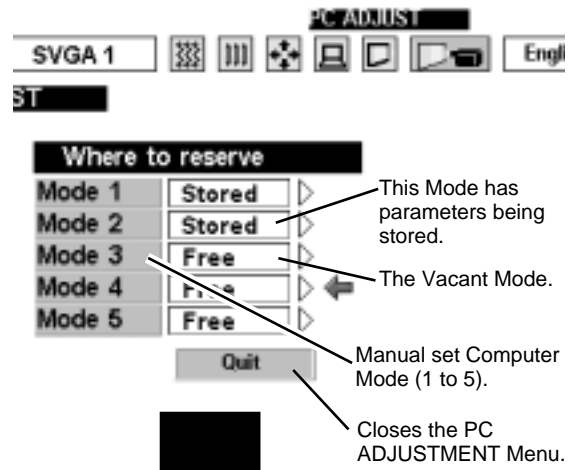 PC ADJUST
SVGA 1
Engli
ST
Where to reserve
Mode 1 Stored
Mode 2 Stored
Mode 3 Free
Mode 4 Free
Mode 5 Free
Quit
This Mode has
parameters being
stored.
The Vacant Mode.
Manual set Computer
Mode (1 to 5).
Closes the PC
ADJUSTMENT Menu.